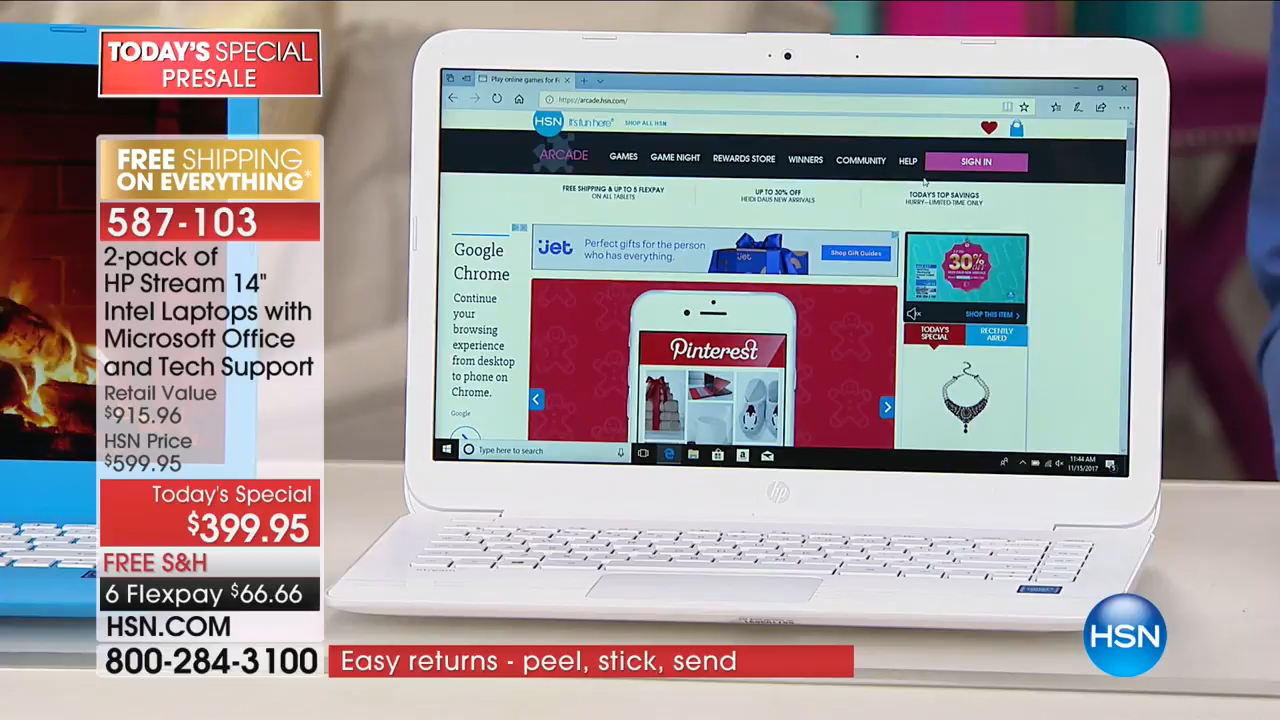 TODAY'S SPECIAL
PRESALE
FREE SHIPPING
ON EVERYTHING*
587-103
2-pack of
HP Stream 14"
Intel Laptops with
Microsoft Office
and Tech Support
Retail Value
$915.96
HSN Price
$599.95
Today's Special
$399.95
FREE S&H
6 Flexpay $66.66
HSN.COM
800-284-3100
Easy returns - peel, stick, send
HSN
Play online games for F
https://arcade.hsn.com/
HSN It's fun here® SHOP ALL HSN
ARCADE GAMES GAME NIGHT REWARDS STORE WINNERS COMMUNITY HELP SIGN IN
FREE SHIPPING & UP TO 5 FLEXPAY
ON ALL TABLETS
UP TO 30% OFF
HEIDI DAUS NEW ARRIVALS
TODAY'S TOP SAVINGS
HURRY—LIMITED-TIME ONLY
Google
Chrome
Continue
your
browsing
experience
from desktop
to phone on
Chrome.
Google
Jet
Perfect gifts for the person
who has everything.
Jet
Shop Gift Guides
Pinterest
30%
SHOP THIS ITEM
TODAY'S
SPECIAL
RECENTLY
AIRED
Type here to search
11:44 AM
11/15/2017
hp